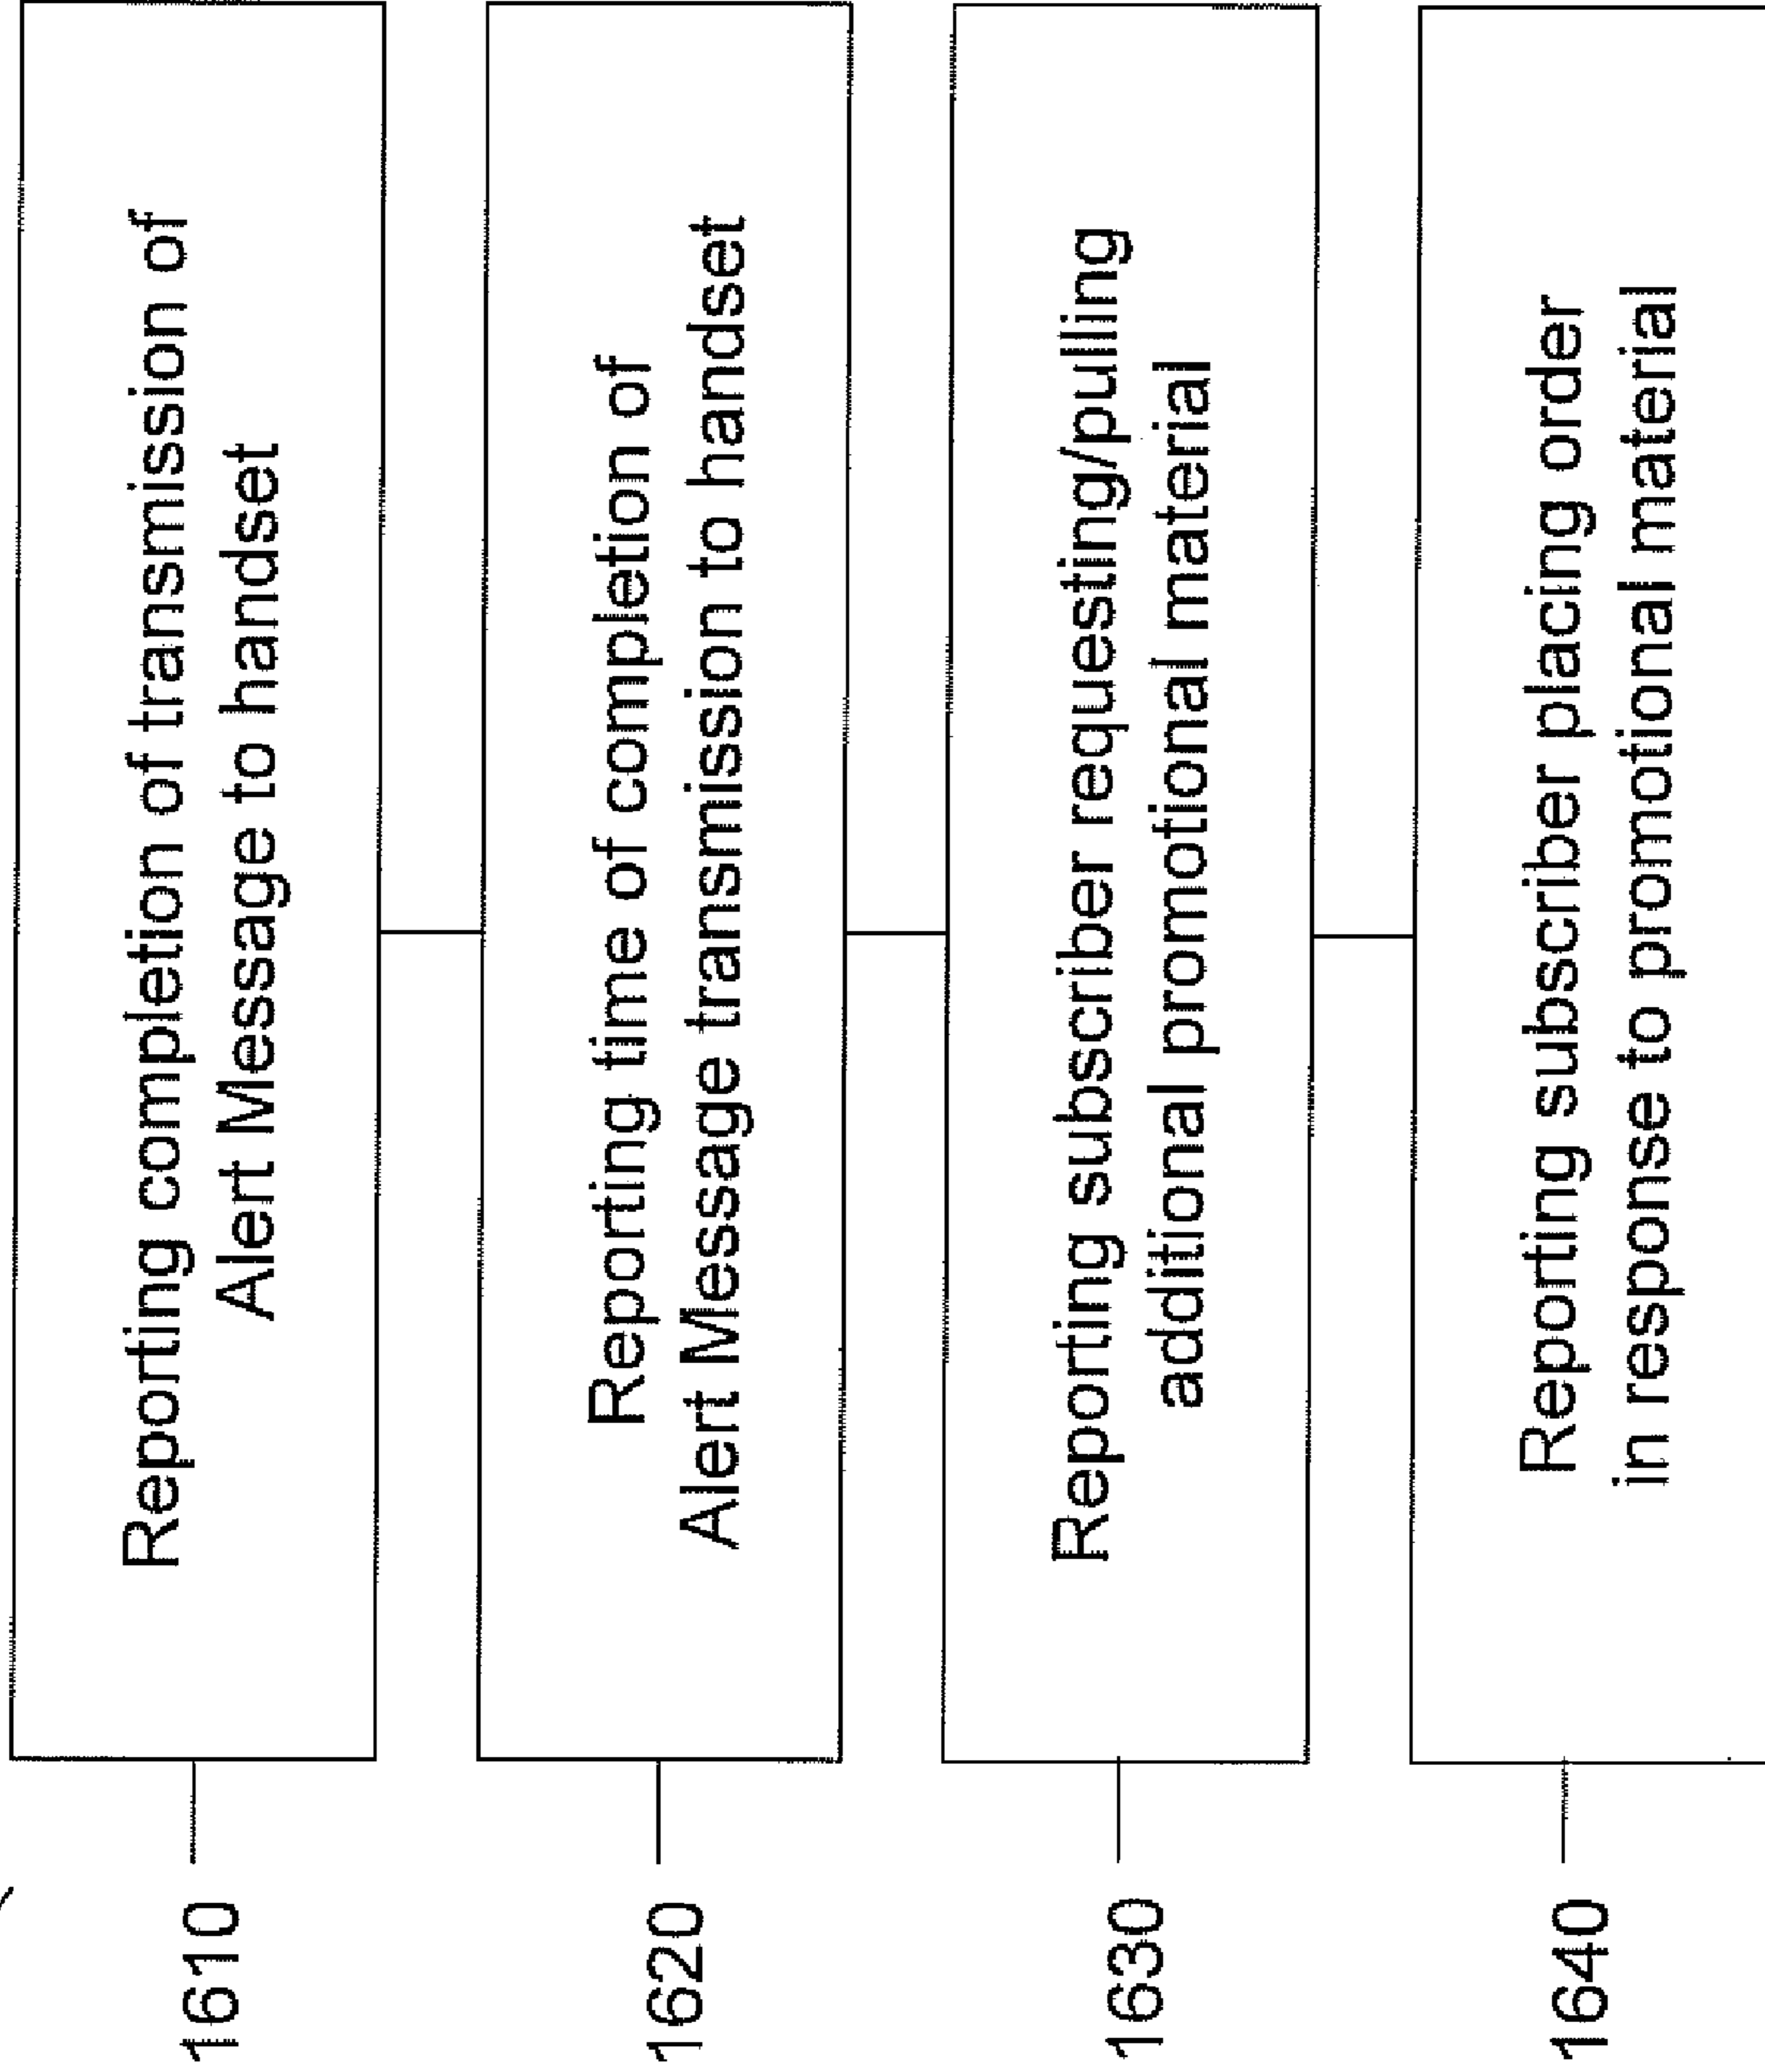 1610
Reporting completion of transmission of
Alert Message to handset
1620
Reporting time of completion of
Alert Message transmission to handset
1630
Reporting subscriber requesting/pulling
additional promotional material
1640
Reporting subscriber placing order
in response to promotional material